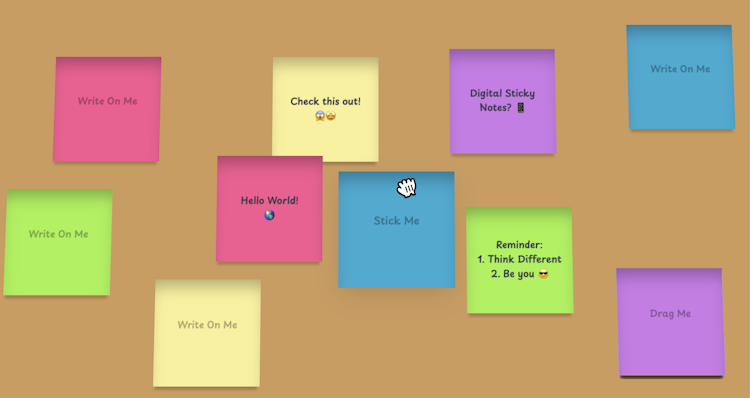 Write On Me
Check this out!
😱🤩
Digital Sticky
Notes? 📱
Write On Me
Write On Me
Hello World!
🌏
Stick Me
Reminder:
1. Think Different
2. Be you 😎
Write On Me
Drag Me